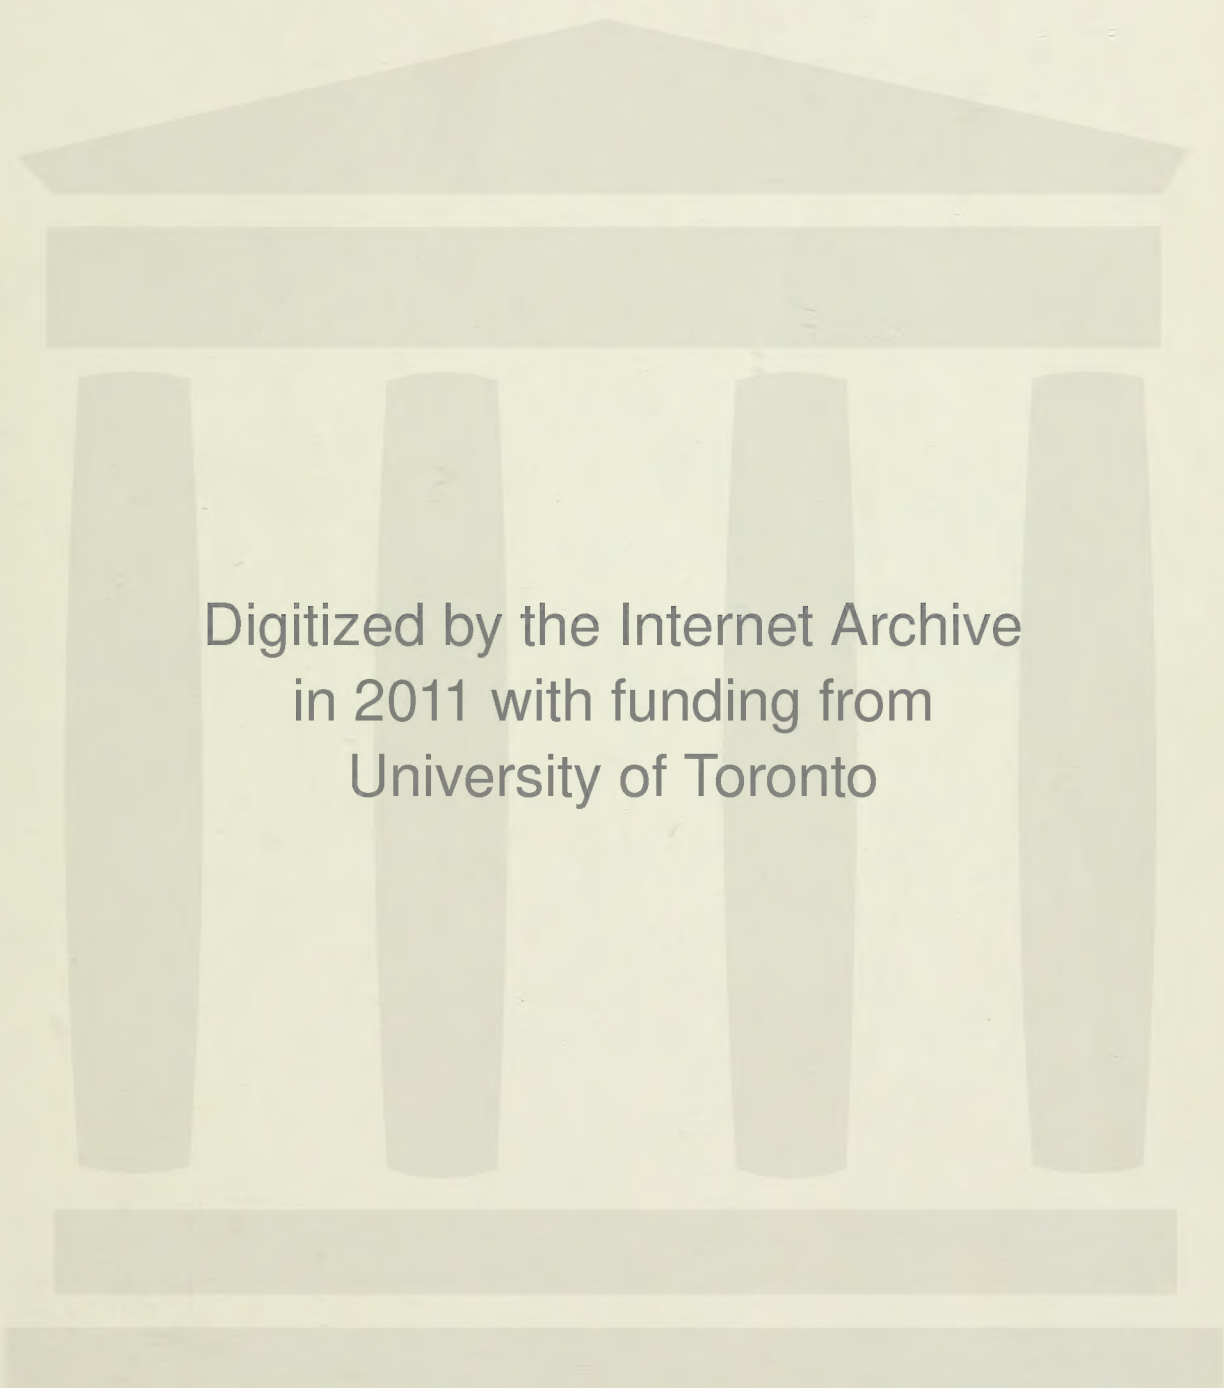 Digitized by the Internet Archive
in 2011 with funding from
University of Toronto